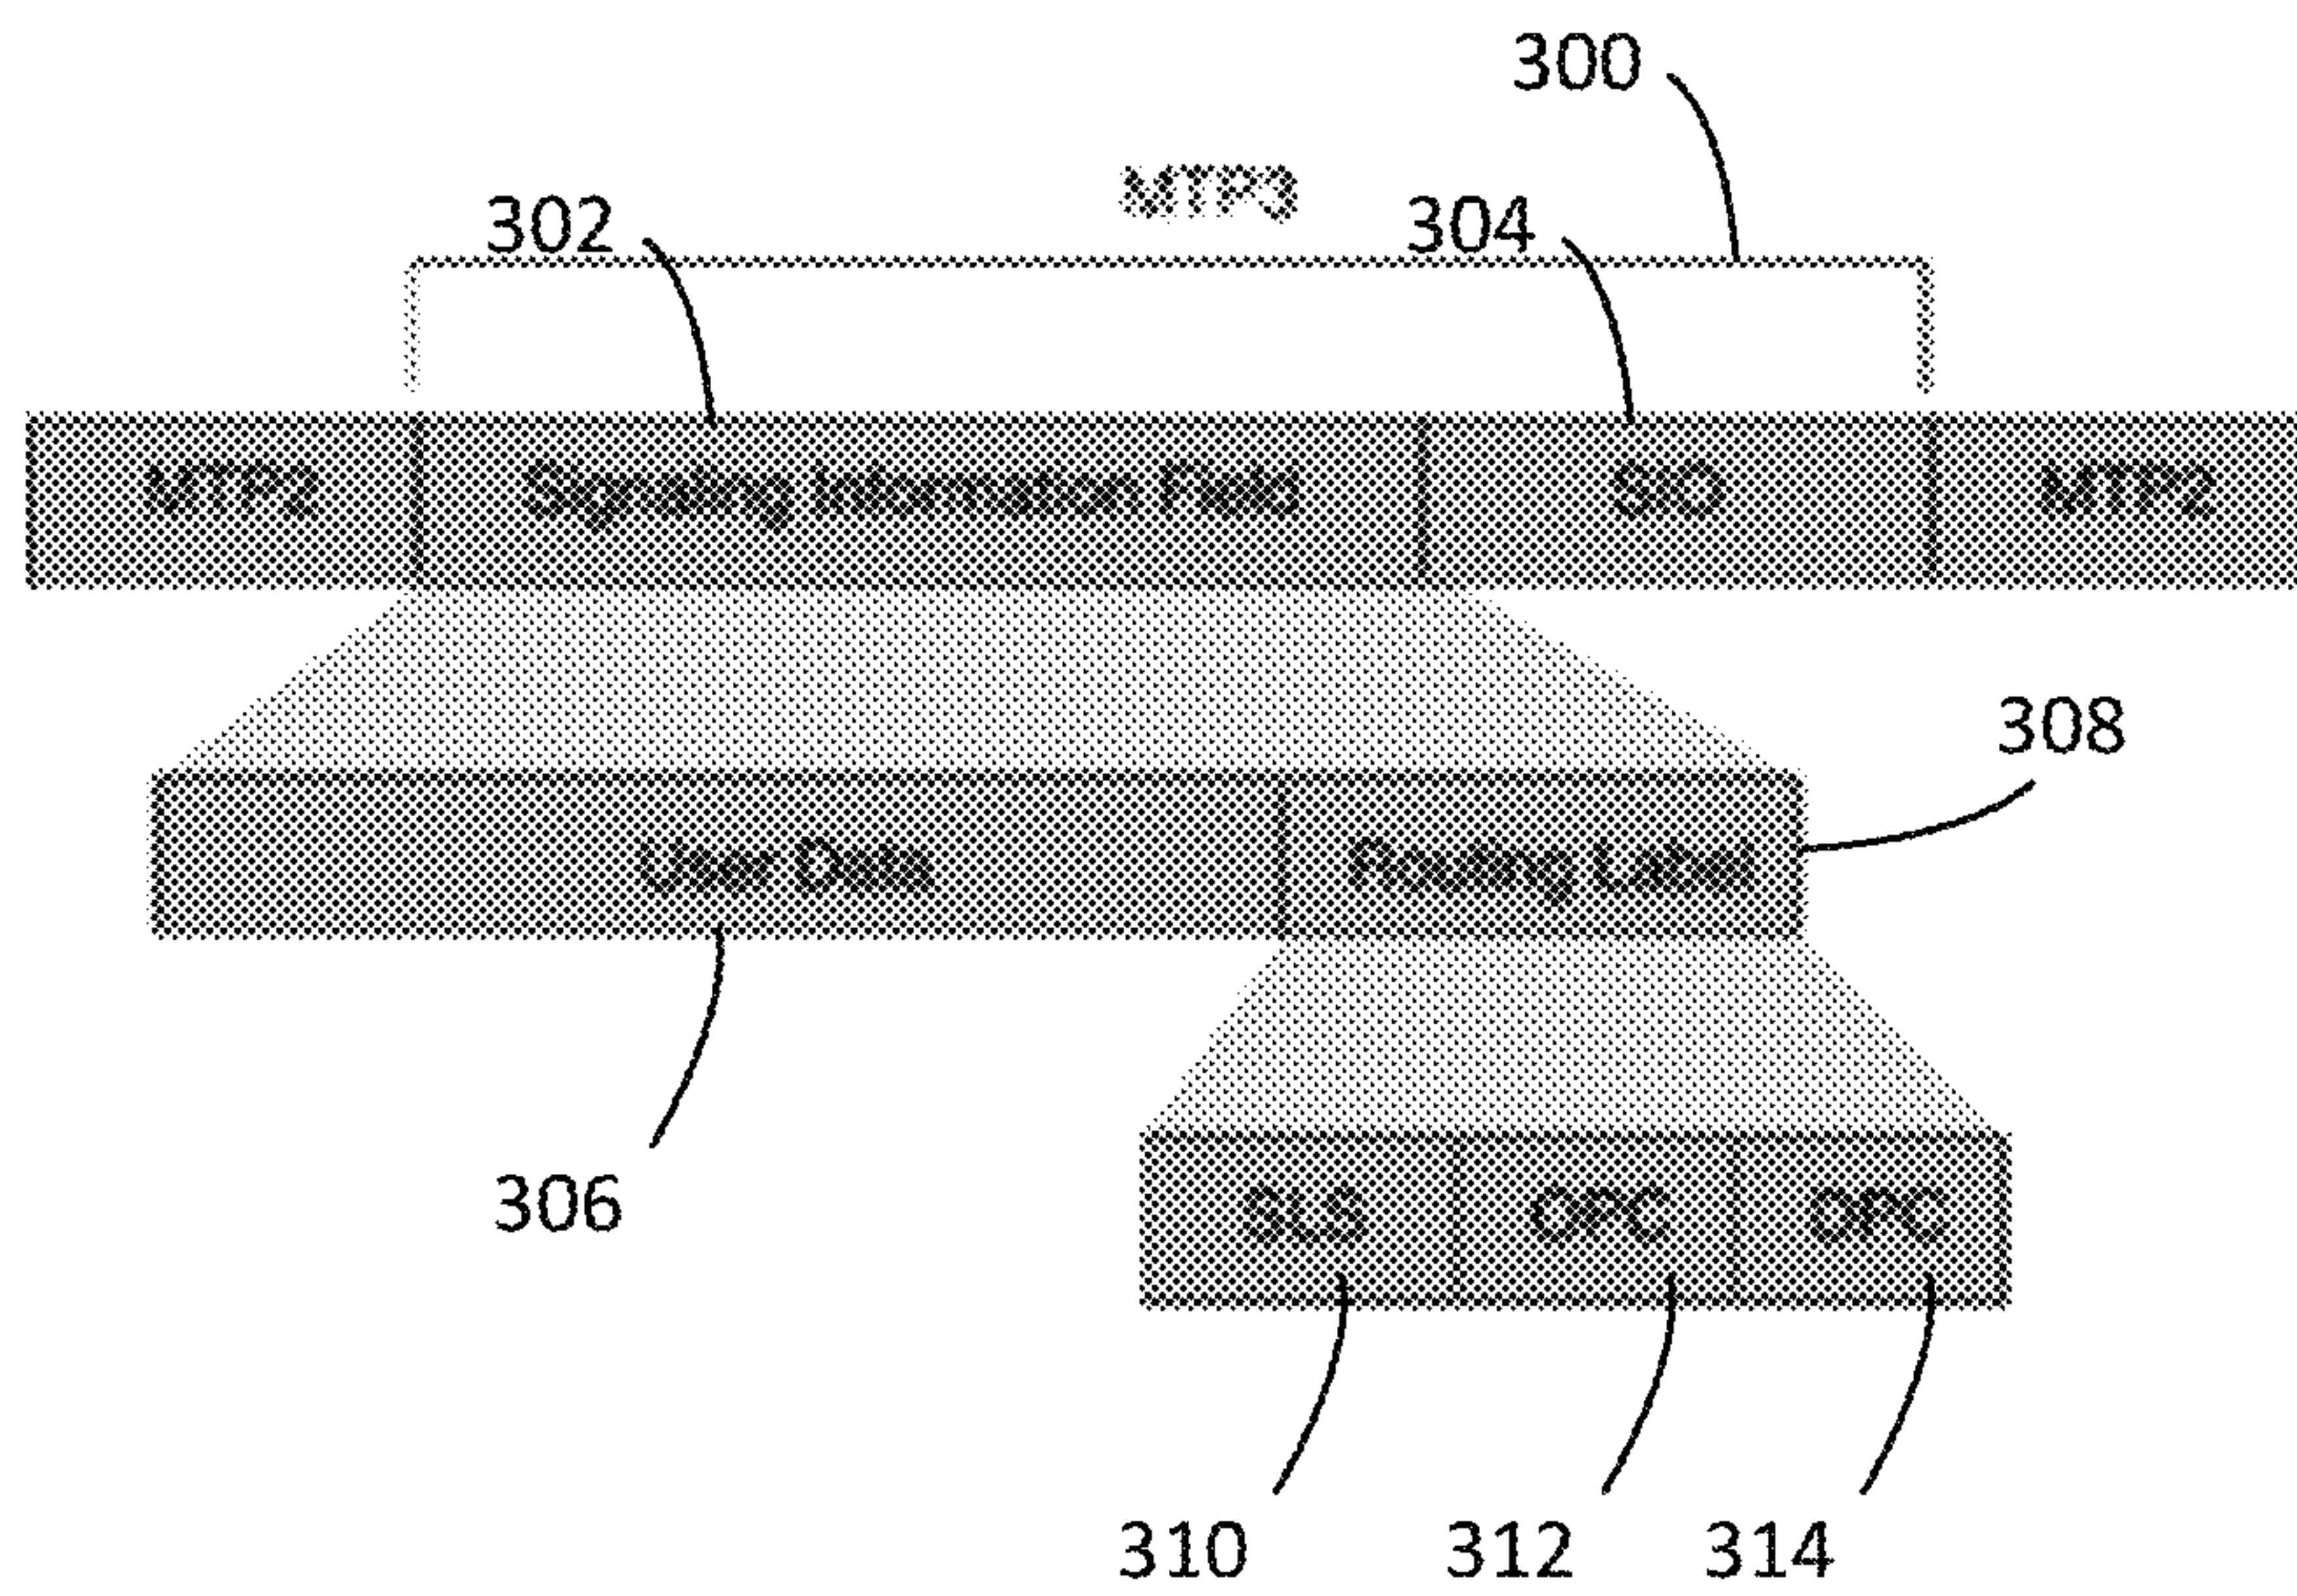 300
MTP3
302
304
MTP2 Signaling Information Field SIO MTP2
308
User Data Routing Label
306
SLS OPC DPC
310 312 314